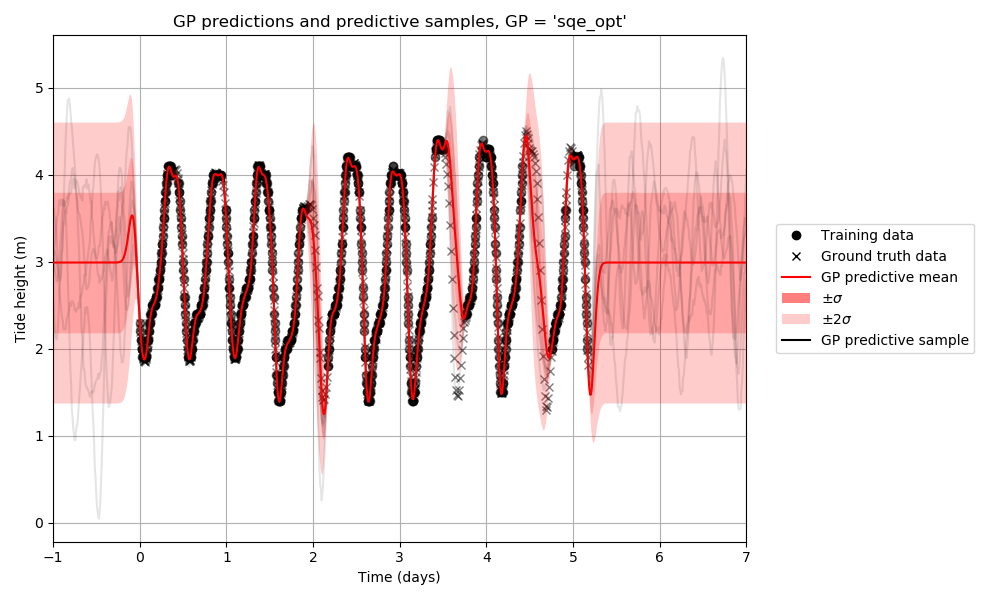 GP predictions and predictive samples, GP = 'sqe_opt'
Tide height (m)
5
4
3
2
1
0
−1 0 1 2 3 4 5 6 7
Time (days)
Training data
Ground truth data
GP predictive mean
±σ
±2σ
GP predictive sample